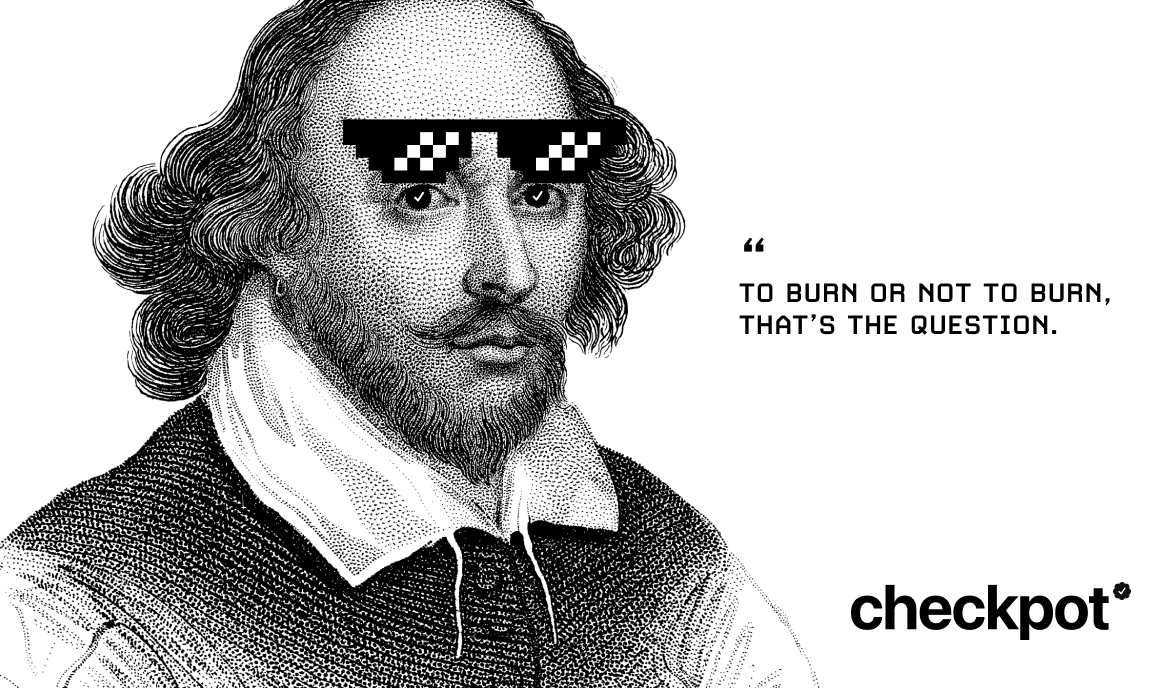 “
TO BURN OR NOT TO BURN,
THAT’S THE QUESTION.
checkpot